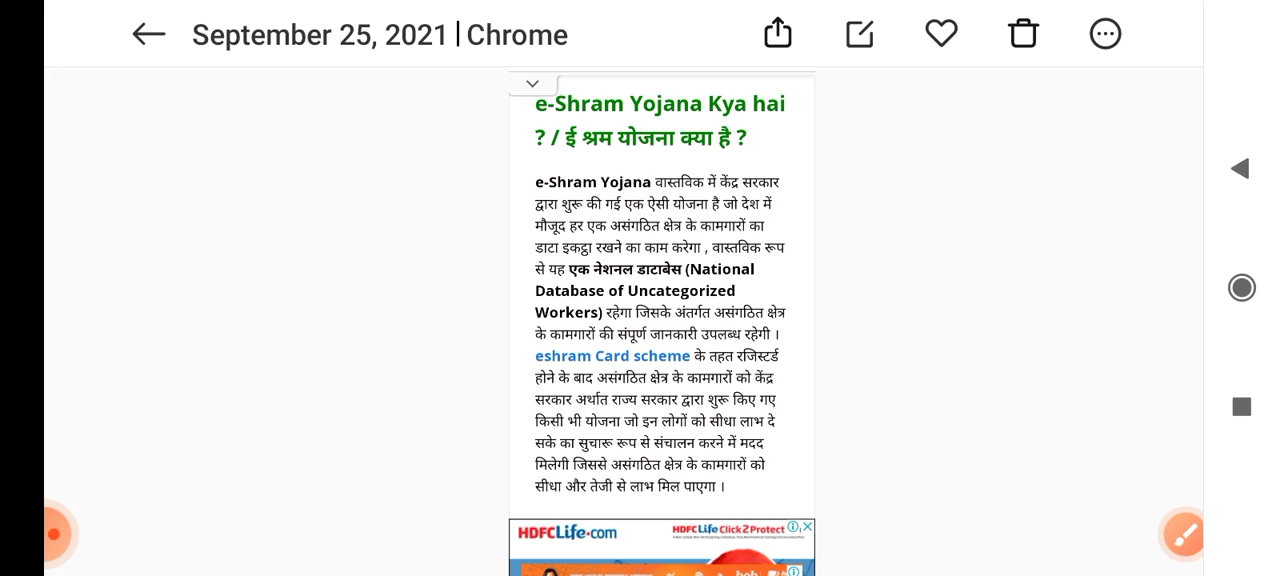 September 25, 2021 | Chrome
e-Shram Yojana Kya hai
? / ई श्रम योजना क्या है ?
e-Shram Yojana वास्तविक में केंद्र सरकार
द्वारा शुरू की गई एक ऐसी योजना है जो देश में
मौजूद हर एक असंगठित क्षेत्र के कामगारों का
डाटा इकट्ठा रखने का काम करेगा , वास्तविक रूप
से यह एक नेशनल डाटाबेस (National
Database of Uncategorized
Workers) रहेगा जिसके अंतर्गत असंगठित क्षेत्र
के कामगारों की संपूर्ण जानकारी उपलब्ध रहेगी ।
eshram Card scheme के तहत रजिस्टर्ड
होने के बाद असंगठित क्षेत्र के कामगारों को केंद्र
सरकार अर्थात राज्य सरकार द्वारा शुरू किए गए
किसी भी योजना जो इन लोगों को सीधा लाभ दे
सके का सुचारू रूप से संचालन करने में मदद
मिलेगी जिससे असंगठित क्षेत्र के कामगारों को
सीधा और तेजी से लाभ मिल पाएगा ।
HDFCLife.com HDFC Life Click 2 Protect
bob